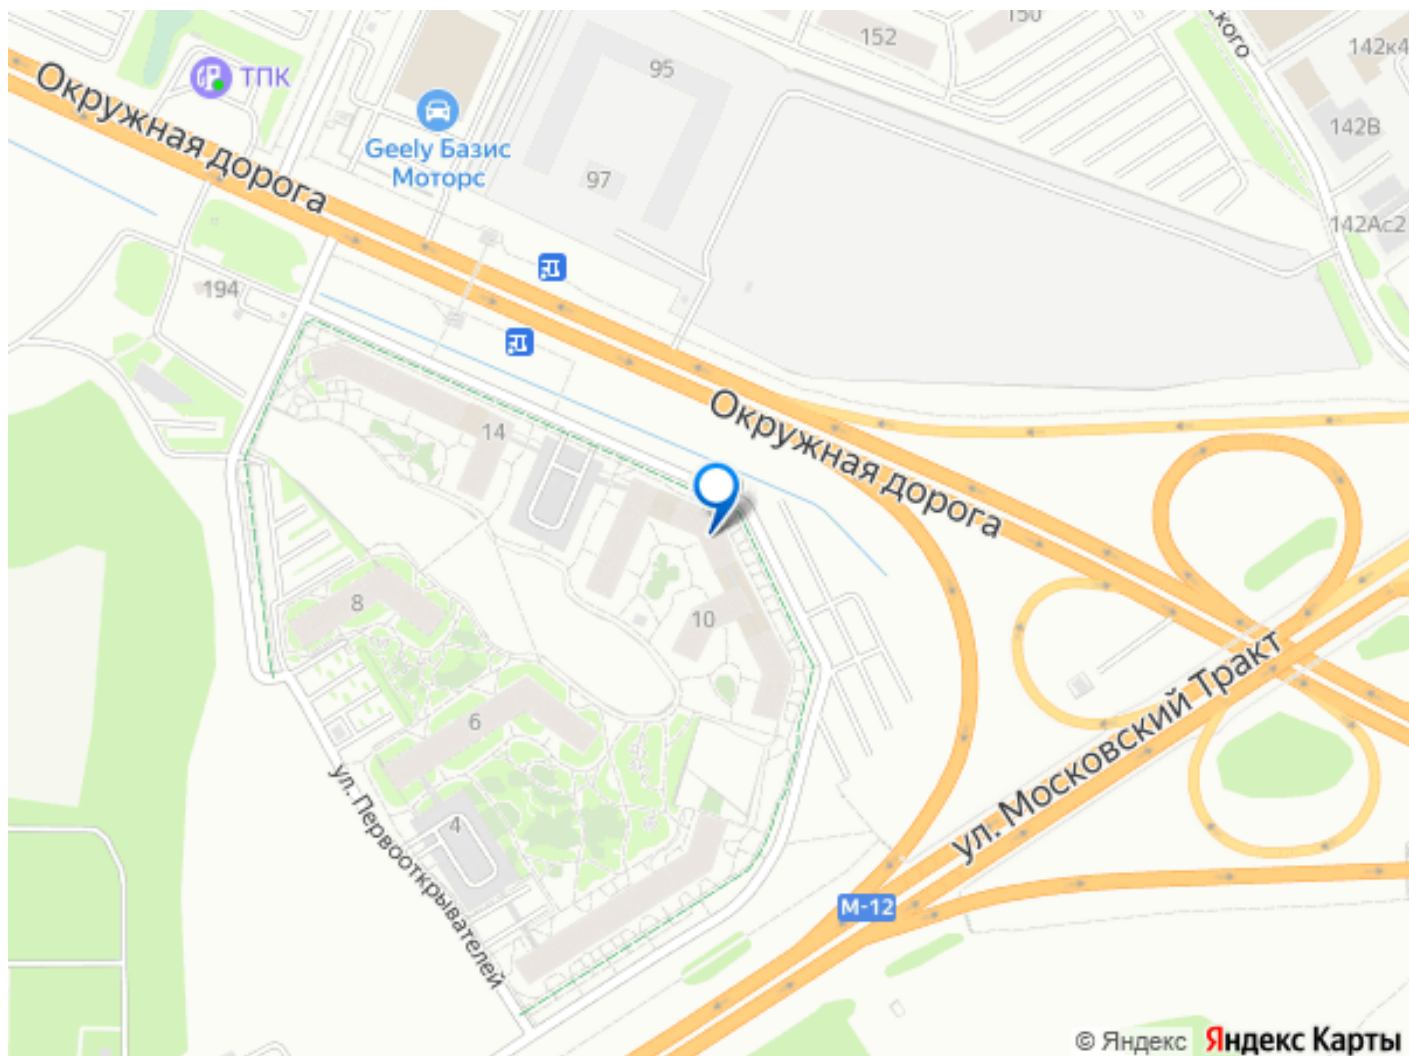 152
150
ского
142к4
95
ТПК
Окружная дорога
142В
Geely Базис
Моторс
97
142Ас2
194
14
Окружная дорога
8
10
6
ул. Московский Тракт
ул. Первооткрывателей
4
М-12
© Яндекс Яндекс Карты